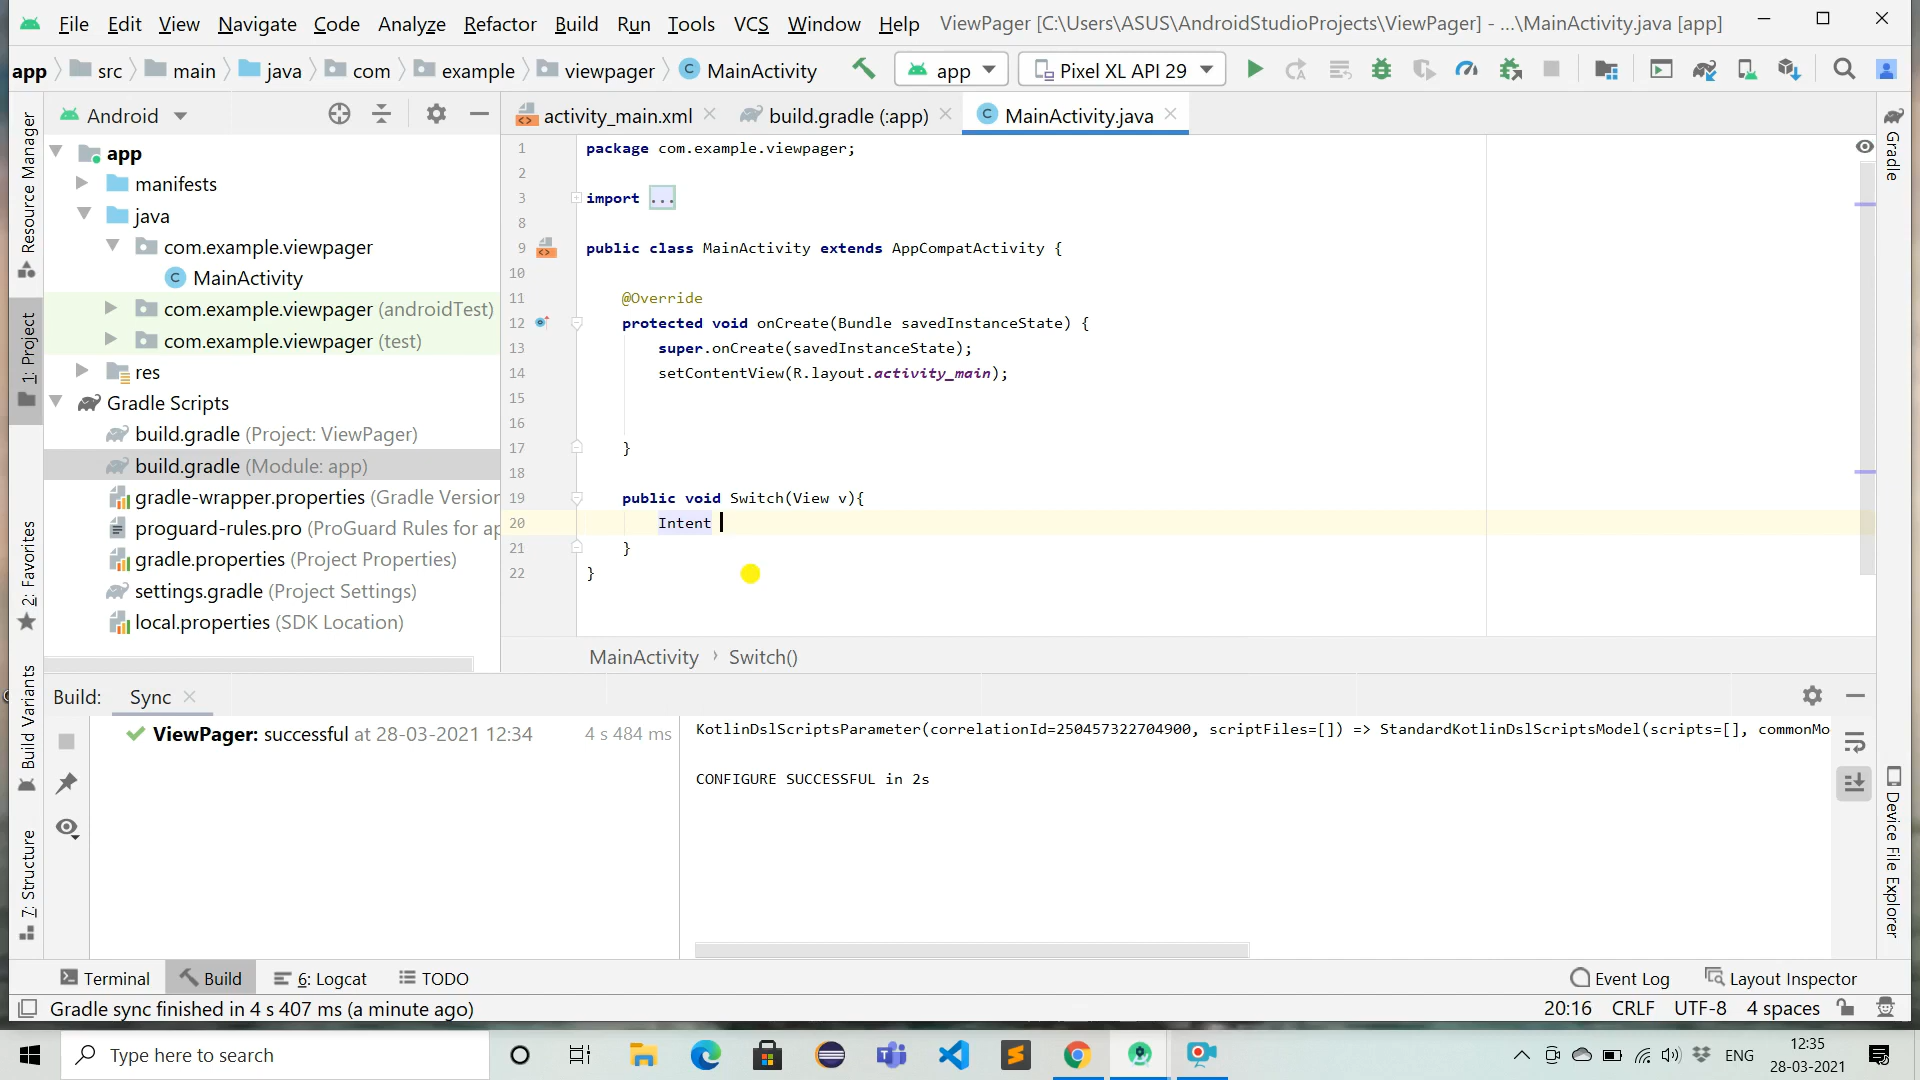 File Edit View Navigate Code Analyze Refactor Build Run Tools VCS Window Help ViewPager [C:\Users\ASUS\AndroidStudioProjects\ViewPager] - ...\MainActivity.java [app]
app src main java com example viewpager MainActivity app Pixel XL API 29
Android
activity_main.xml build.gradle (:app) MainActivity.java
Resource Manager
1: Project
2: Favorites
Build Variants
7: Structure
Gradle
Device File Explorer
app
manifests
java
com.example.viewpager
MainActivity
com.example.viewpager (androidTest)
com.example.viewpager (test)
res
Gradle Scripts
build.gradle (Project: ViewPager)
build.gradle (Module: app)
gradle-wrapper.properties (Gradle Version
proguard-rules.pro (ProGuard Rules for ap
gradle.properties (Project Properties)
settings.gradle (Project Settings)
local.properties (SDK Location)
1 package com.example.viewpager;
2
3 import ...
8
9 public class MainActivity extends AppCompatActivity {
10
11 @Override
12 protected void onCreate(Bundle savedInstanceState) {
13 super.onCreate(savedInstanceState);
14 setContentView(R.layout.activity_main);
15
16
17 }
18
19 public void Switch(View v){
20 Intent
21 }
22 }
MainActivity › Switch()
Build: Sync
ViewPager: successful at 28-03-2021 12:34 4 s 484 ms
KotlinDslScriptsParameter(correlationId=250457322704900, scriptFiles=[]) => StandardKotlinDslScriptsModel(scripts=[], commonMo
CONFIGURE SUCCESSFUL in 2s
Terminal Build 6: Logcat TODO Event Log Layout Inspector
Gradle sync finished in 4 s 407 ms (a minute ago) 20:16 CRLF UTF-8 4 spaces
Type here to search ENG 12:35
28-03-2021